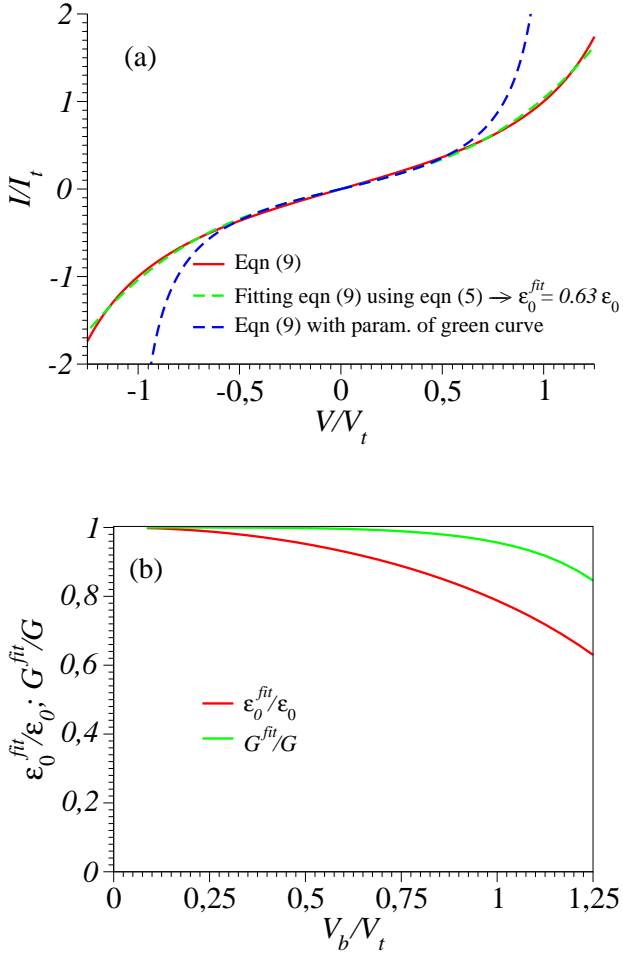 2
(a)
1
I/I_t
0
Eqn (9)
-1
Fitting eqn (9) using eqn (5) → ε_0^{fit} = 0.63 ε_0
Eqn (9) with param. of green curve
-2
-1 -0,5 0 0,5 1
V/V_t
1
(b)
0,8
ε_0^{fit}/ε_0; G^{fit}/G
0,6
ε_0^{fit}/ε_0
0,4
G^{fit}/G
0,2
0
0 0,25 0,5 0,75 1 1,25
V_b/V_t